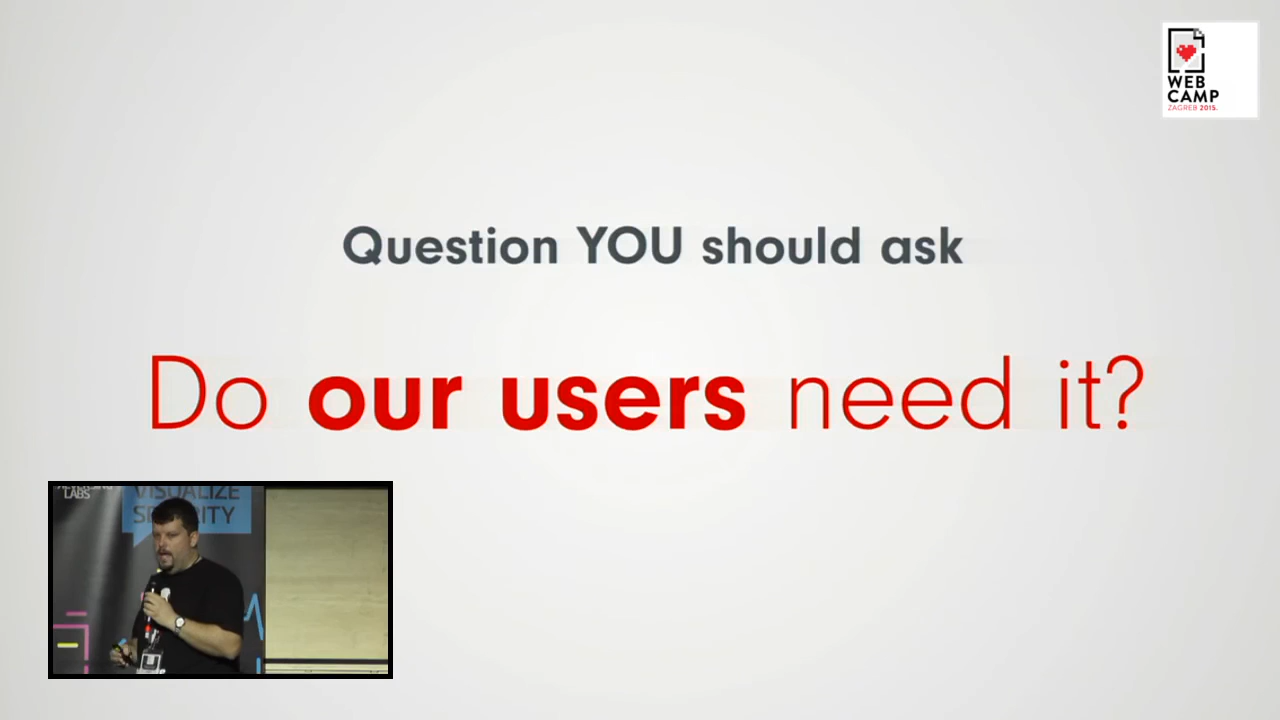 WEB
CAMP
ZAGREB 2015.
Question YOU should ask
Do our users need it?
LABS
VISUALIZE